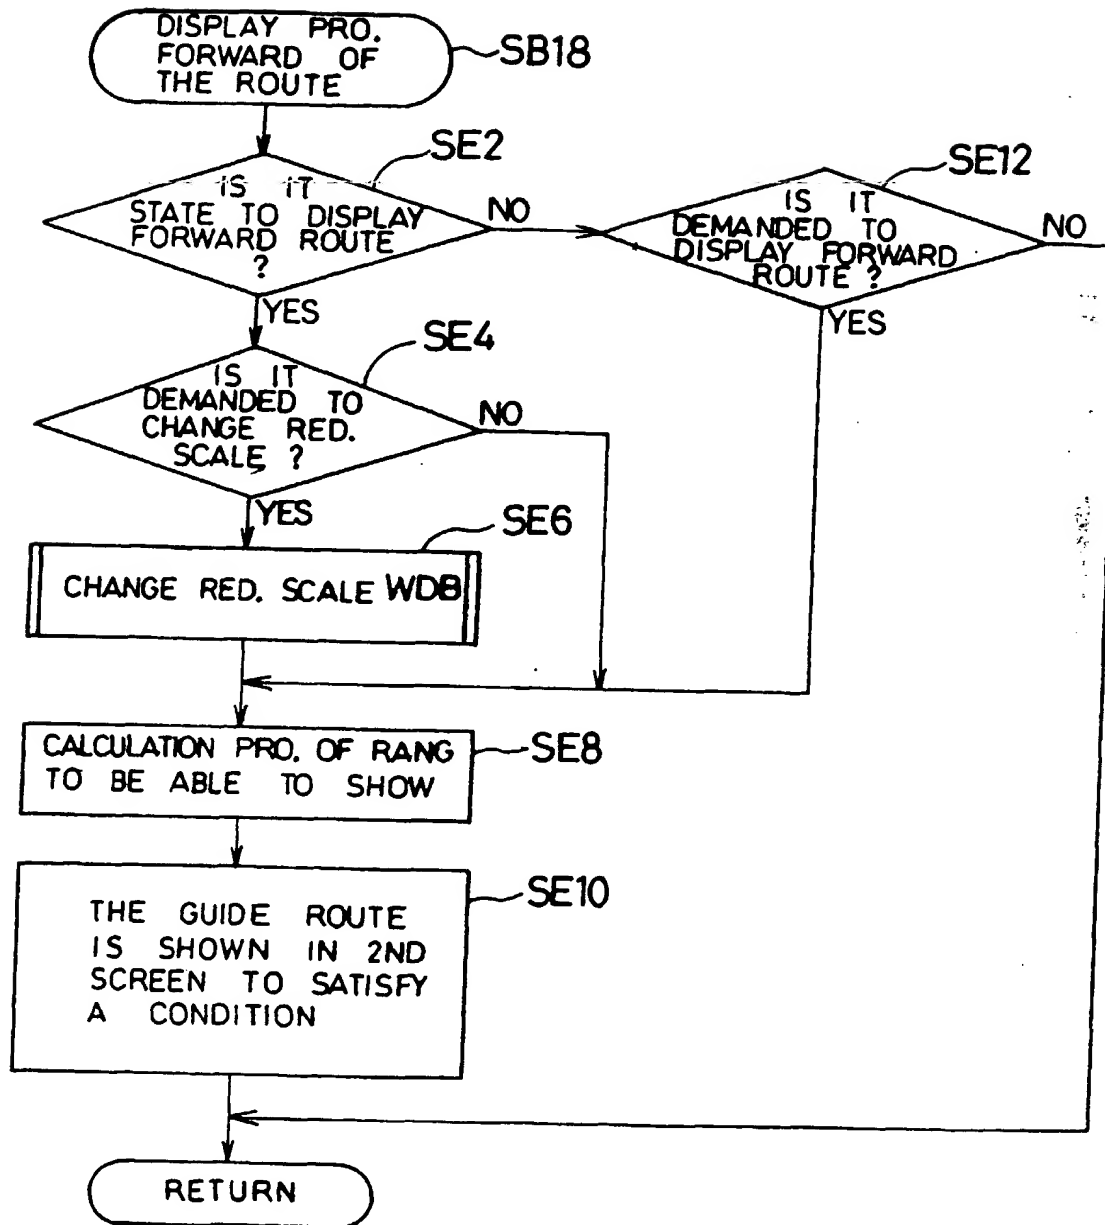 DISPLAY PRO.
FORWARD OF
THE ROUTE
SB18
SE2
IS IT
STATE TO DISPLAY
FORWARD ROUTE
?
NO
YES
SE12
IS IT
DEMANDED TO
DISPLAY FORWARD
ROUTE ?
NO
YES
SE4
IS IT
DEMANDED TO
CHANGE RED.
SCALE ?
NO
YES
SE6
CHANGE RED. SCALE WDB
CALCULATION PRO. OF RANG
TO BE ABLE TO SHOW
SE8
THE GUIDE ROUTE
IS SHOWN IN 2ND
SCREEN TO SATISFY
A CONDITION
SE10
RETURN